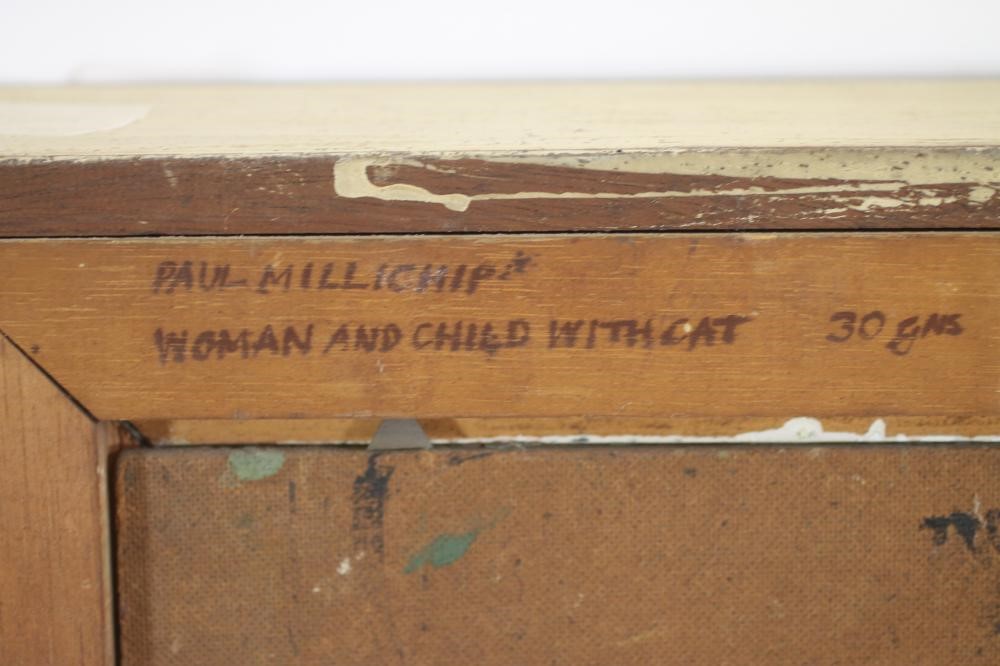 PAUL MILLICHIP
WOMAN AND CHILD WITH CAT 30 gns